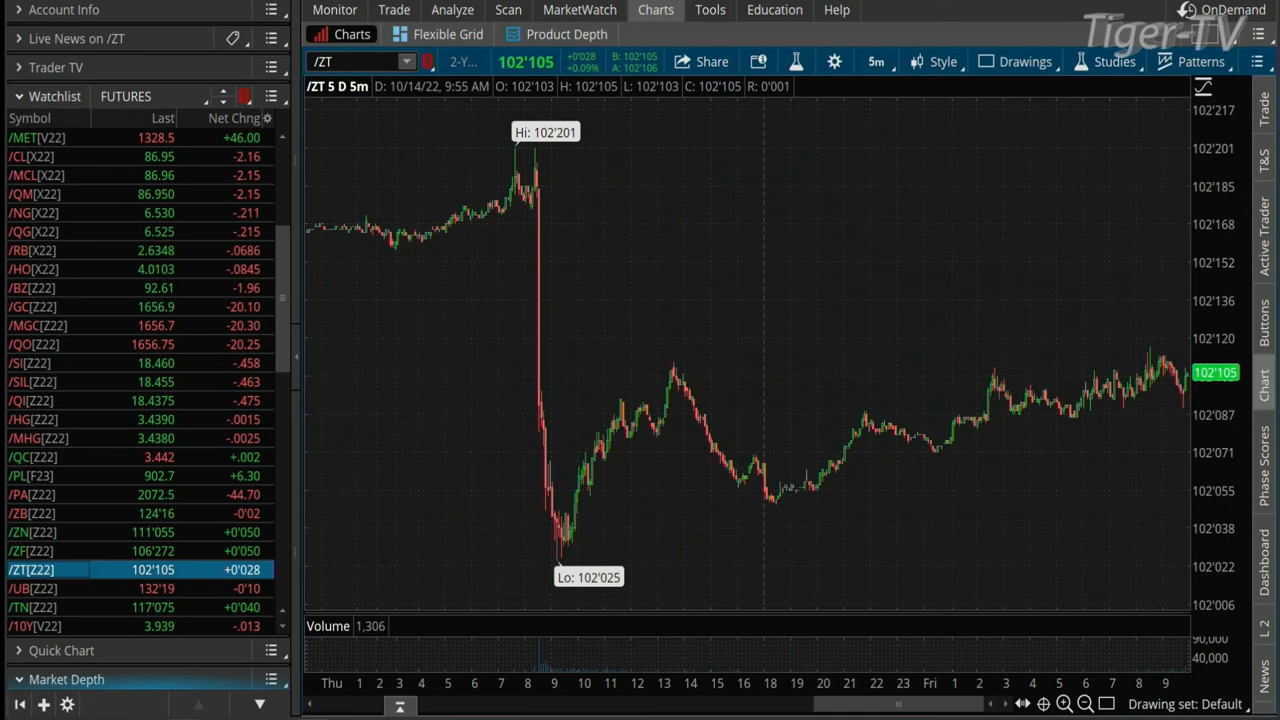 Account Info
Live News on /ZT
Trader TV
Watchlist FUTURES
Symbol Last Net Chng
/MET[V22] 1328.5 +46.00
/CL[X22] 86.95 -2.16
/MCL[X22] 86.96 -2.15
/QM[X22] 86.950 -2.15
/NG[X22] 6.530 -.211
/QG[X22] 6.525 -.215
/RB[X22] 2.6348 -.0686
/HO[X22] 4.0103 -.0845
/BZ[Z22] 92.61 -1.96
/GC[Z22] 1656.9 -20.10
/MGC[Z22] 1656.7 -20.30
/QO[Z22] 1656.75 -20.25
/SI[Z22] 18.460 -.458
/SIL[Z22] 18.455 -.463
/QI[Z22] 18.4375 -.475
/HG[Z22] 3.4390 -.0015
/MHG[Z22] 3.4380 -.0025
/QC[Z22] 3.442 +.002
/PL[F23] 902.7 +6.30
/PA[Z22] 2072.5 -44.70
/ZB[Z22] 124'16 -0'02
/ZN[Z22] 111'055 +0'050
/ZF[Z22] 106'272 +0'050
/ZT[Z22] 102'105 +0'028
/UB[Z22] 132'19 -0'10
/TN[Z22] 117'075 +0'040
/10Y[V22] 3.939 -.013
Quick Chart
Market Depth
Monitor Trade Analyze Scan MarketWatch Charts Tools Education Help
OnDemand
Tiger-TV
Charts Flexible Grid Product Depth
/ZT 2-Y... 102'105 +0'028 +0.09% B: 102'105 A: 102'106 Share 5m Style Drawings Studies Patterns
/ZT 5 D 5m D: 10/14/22, 9:55 AM O: 102'103 H: 102'105 L: 102'103 C: 102'105 R: 0'001
Hi: 102'201
Lo: 102'025
102'217
102'201
102'185
102'168
102'152
102'136
102'120
102'105
102'087
102'071
102'055
102'038
102'022
102'006
Volume 1,306
90,000
40,000
Thu 1 2 3 4 5 6 7 8 9 10 11 12 13 14 15 16 17 18 19 20 21 22 23 Fri 1 2 3 4 5 6 7 8 9
Drawing set: Default
Trade
T&S
Active Trader
Buttons
Chart
Phase Scores
Dashboard
L 2
News